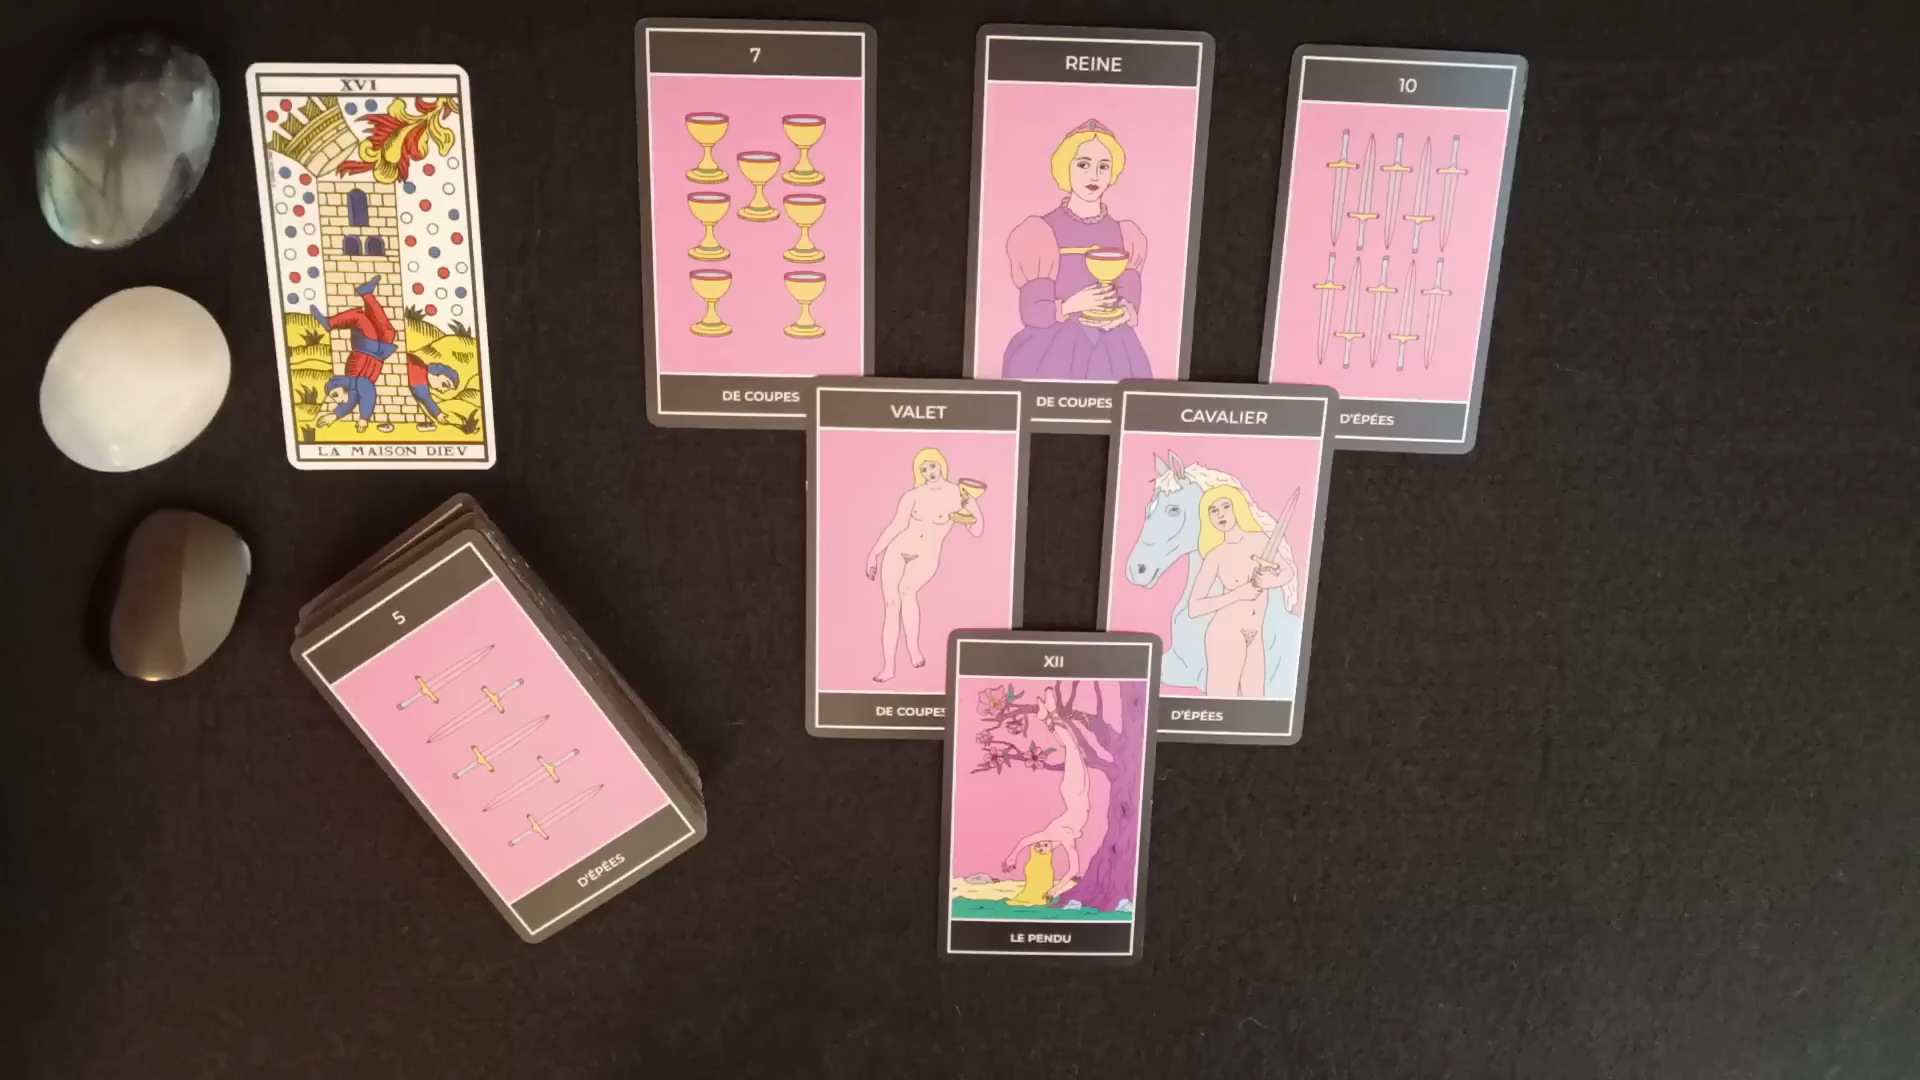 XVI
LA MAISON DIEV
7
DE COUPES
REINE
DE COUPES
10
D'ÉPÉES
VALET
DE COUPES
CAVALIER
D'ÉPÉES
XII
LE PENDU
5
D'ÉPÉES